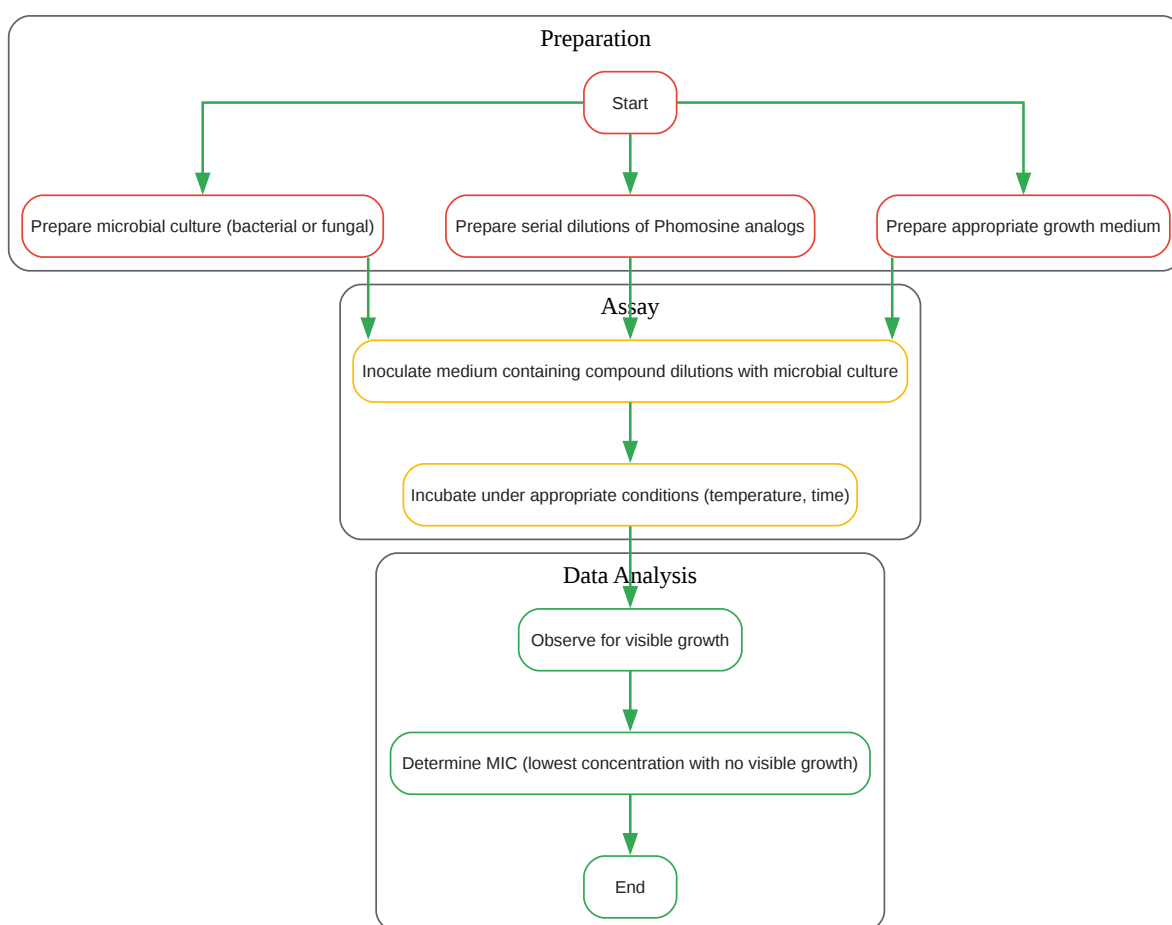 Preparation
Start
Prepare microbial culture (bacterial or fungal)
Prepare serial dilutions of Phomosine analogs
Prepare appropriate growth medium
Assay
Inoculate medium containing compound dilutions with microbial culture
Incubate under appropriate conditions (temperature, time)
Data Analysis
Observe for visible growth
Determine MIC (lowest concentration with no visible growth)
End